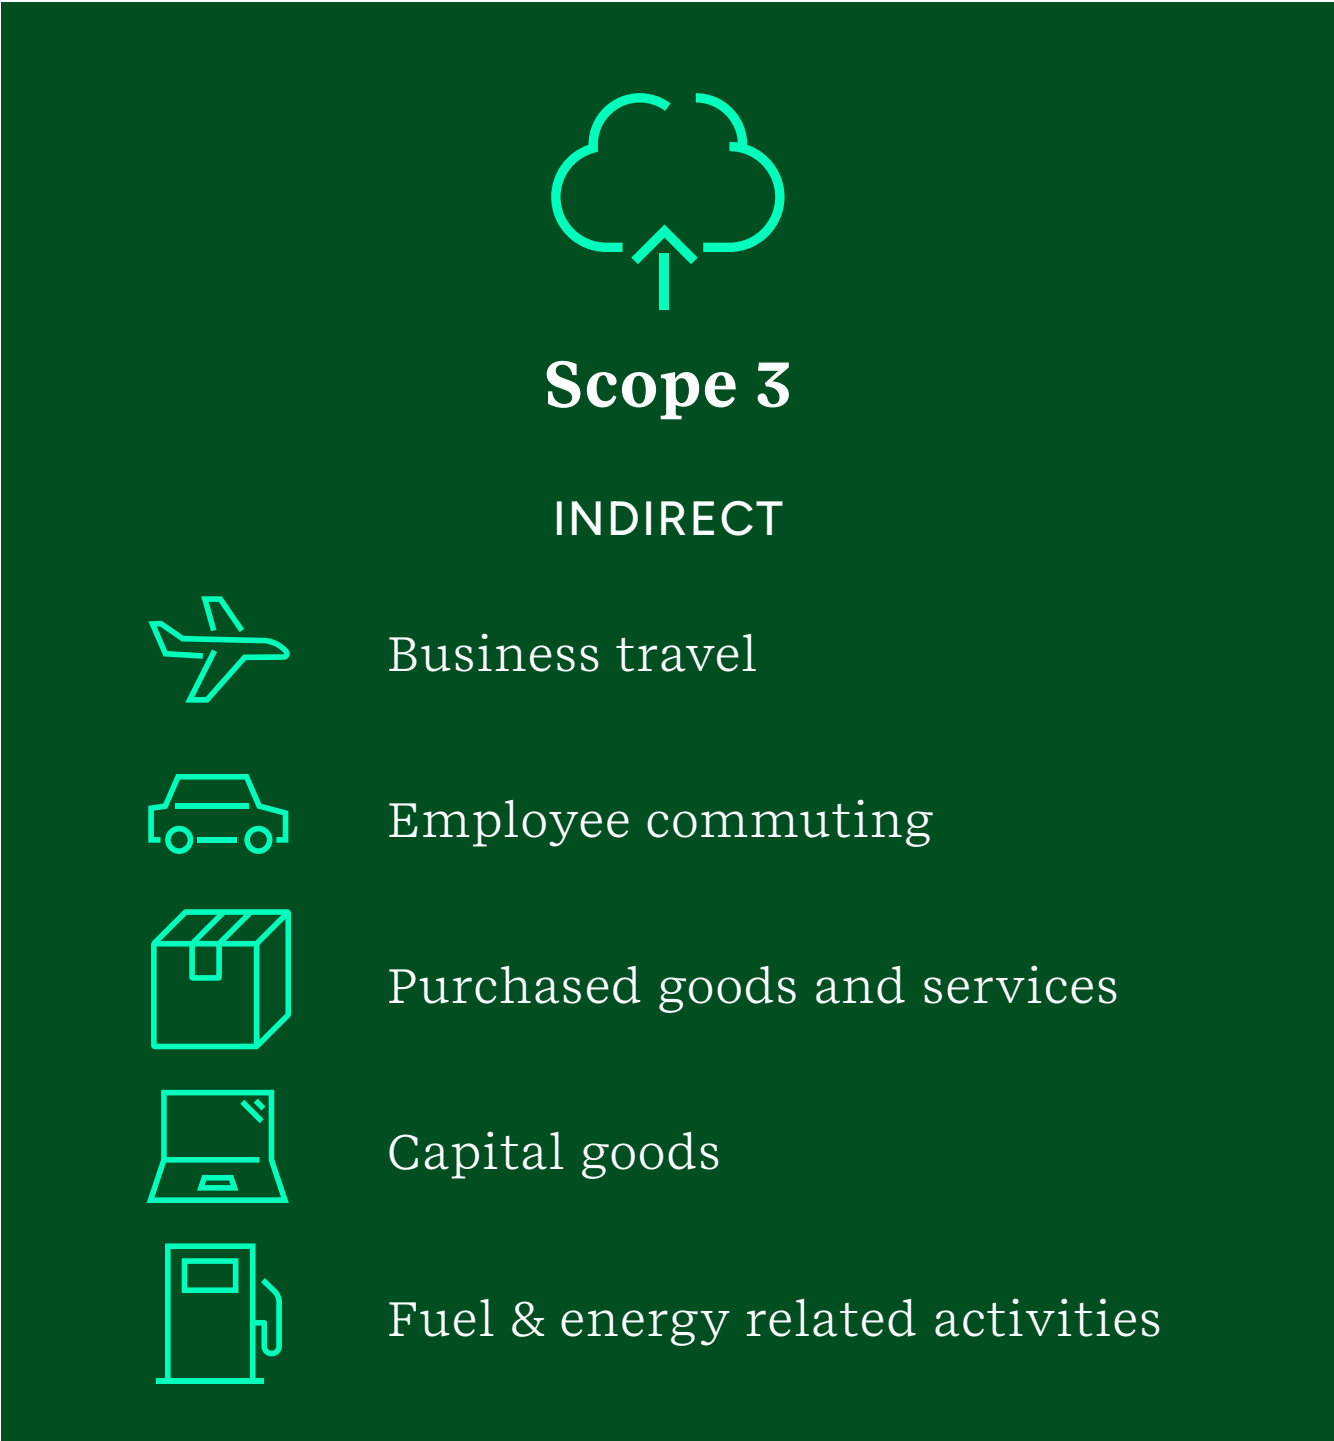 Scope 3
INDIRECT
Business travel
Employee commuting
Purchased goods and services
Capital goods
Fuel & energy related activities